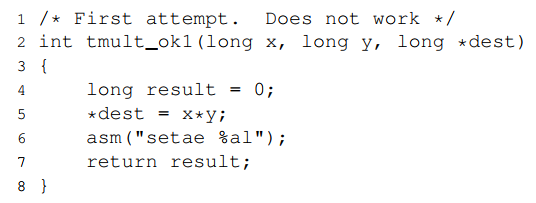 1 /* First attempt.  Does not work */
2 int tmult_ok1(long x, long y, long *dest)
3 {
4     long result = 0;
5     *dest = x*y;
6     asm("setae %al");
7     return result;
8 }